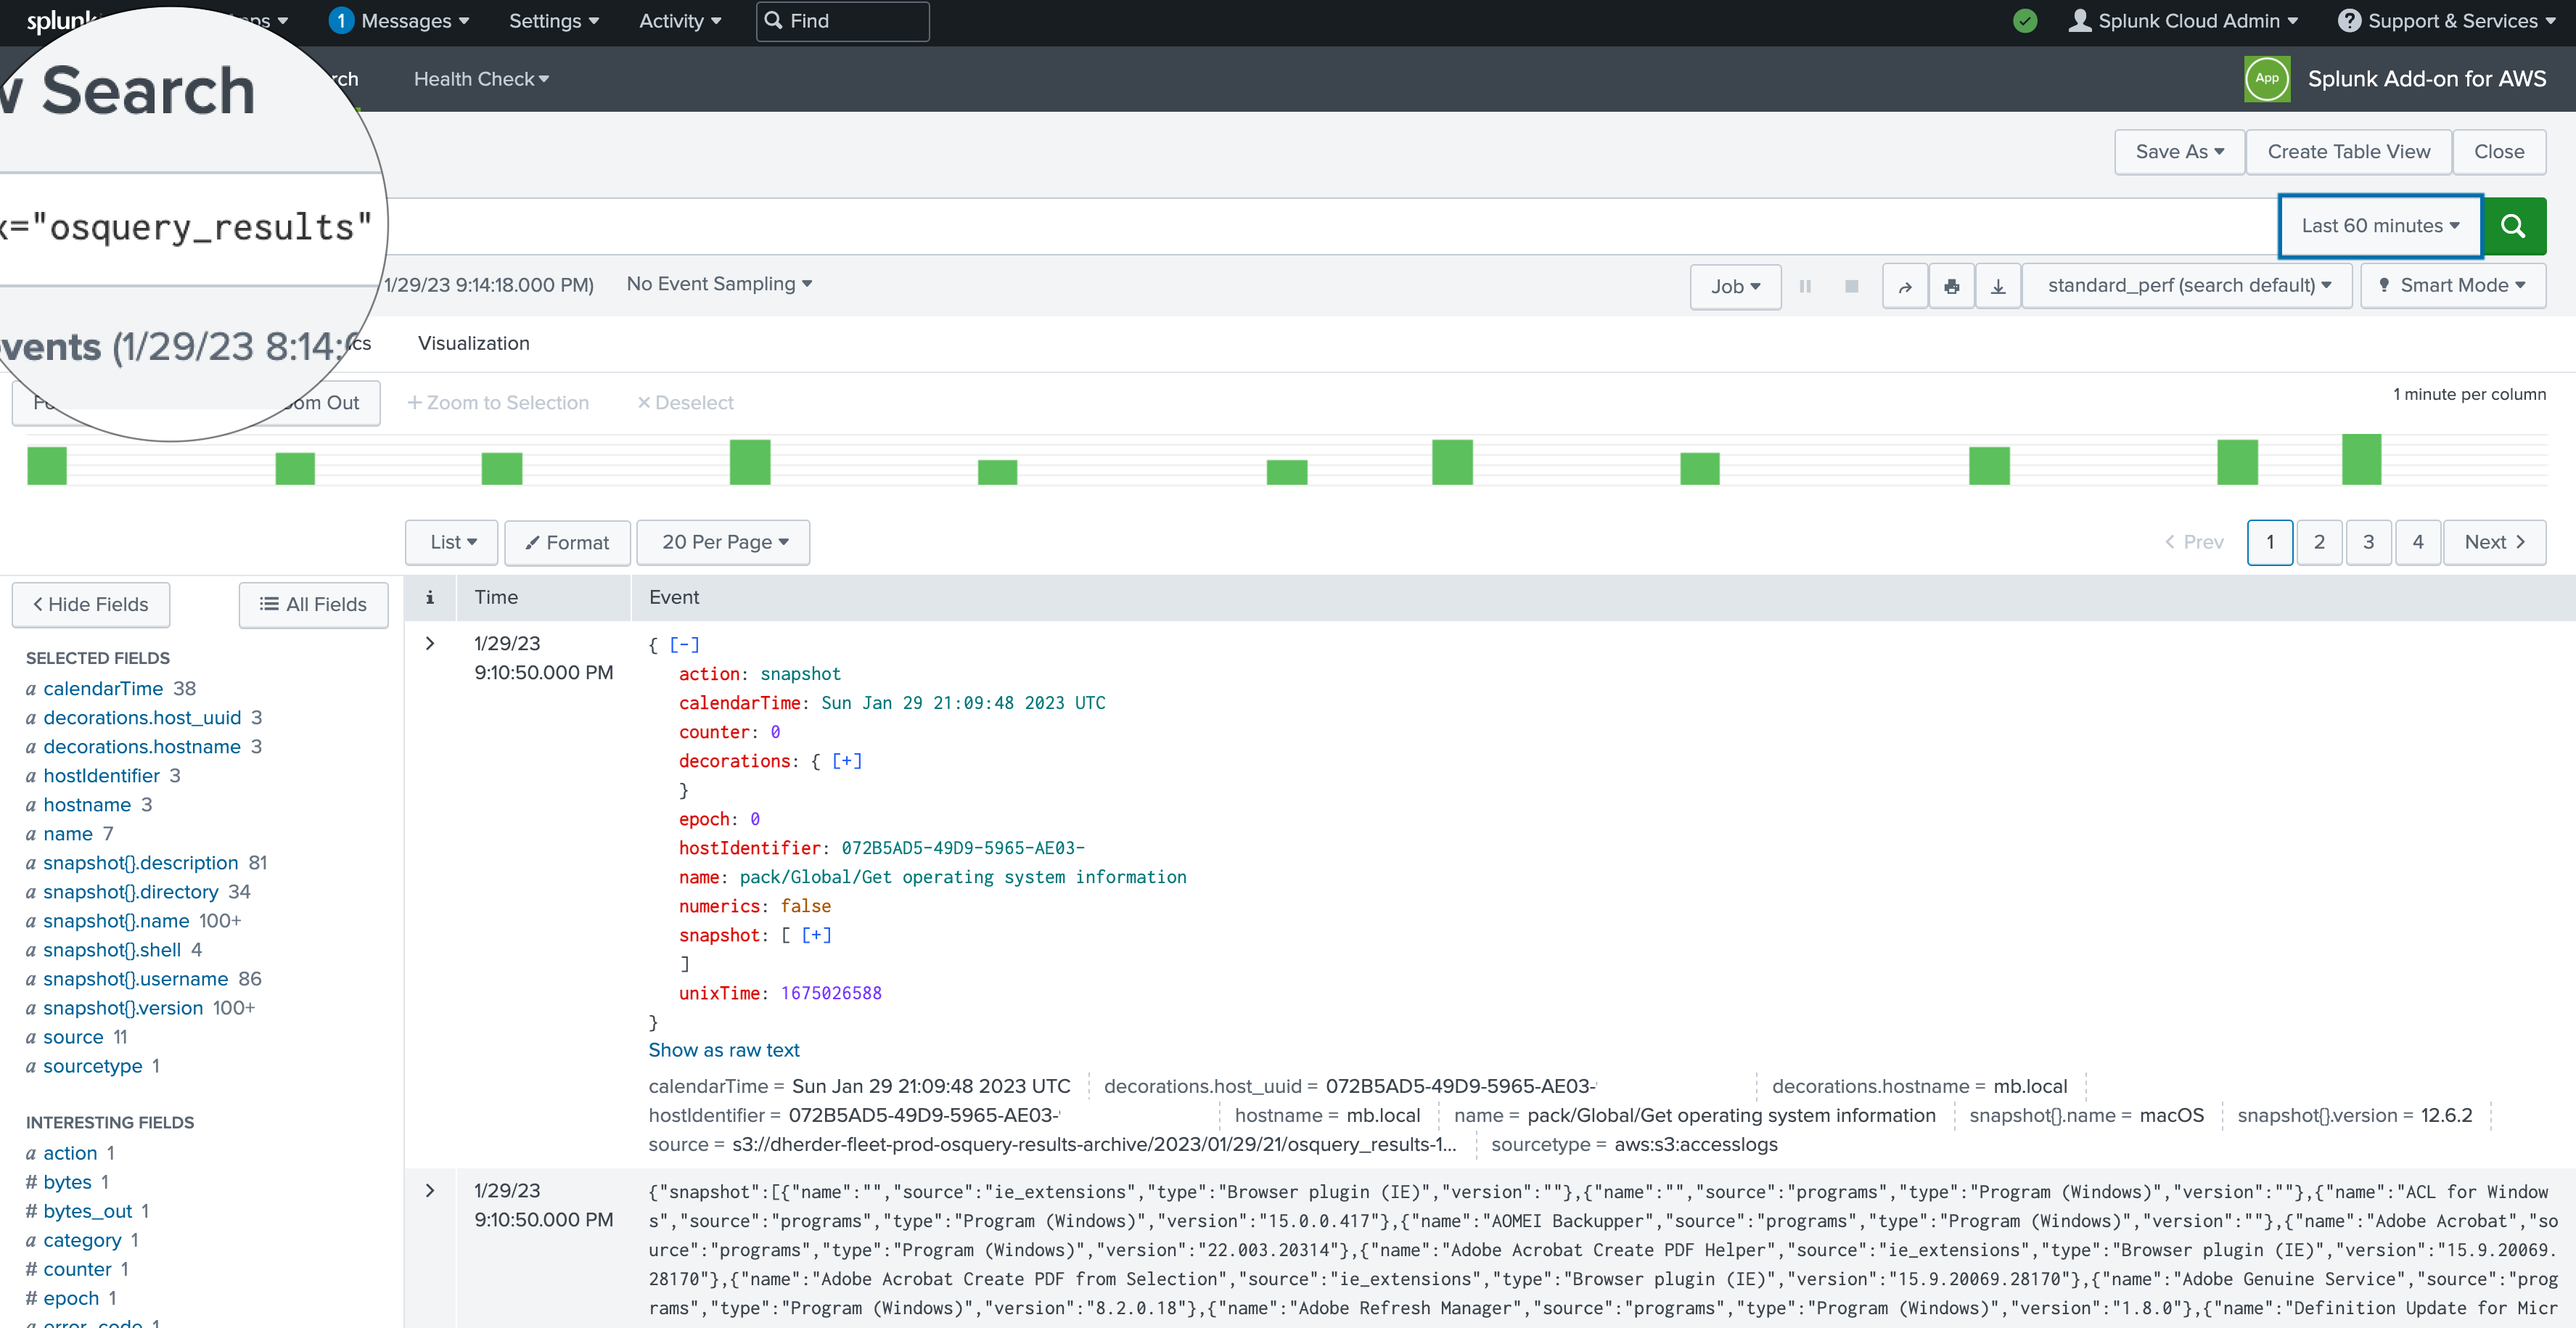 splunk Apps Messages 1 Settings Activity Find Splunk Cloud Admin Support & Services
Search Health Check App Splunk Add-on for AWS
Search
Save As Create Table View Close
="osquery_results" Last 60 minutes
1/29/23 9:14:18.000 PM) No Event Sampling Job standard_perf (search default) Smart Mode
vents (1/29/23 8:14: Visualization
Zoom Out + Zoom to Selection × Deselect 1 minute per column
List Format 20 Per Page < Prev 1 2 3 4 Next >
< Hide Fields All Fields i Time Event
SELECTED FIELDS
a calendarTime 38
a decorations.host_uuid 3
a decorations.hostname 3
a hostIdentifier 3
a hostname 3
a name 7
a snapshot{}.description 81
a snapshot{}.directory 34
a snapshot{}.name 100+
a snapshot{}.shell 4
a snapshot{}.username 86
a snapshot{}.version 100+
a source 11
a sourcetype 1
INTERESTING FIELDS
a action 1
# bytes 1
# bytes_out 1
a category 1
# counter 1
# epoch 1
a error_code 1
> 1/29/23
9:10:50.000 PM
{ [-]
action: snapshot
calendarTime: Sun Jan 29 21:09:48 2023 UTC
counter: 0
decorations: { [+]
}
epoch: 0
hostIdentifier: 072B5AD5-49D9-5965-AE03-
name: pack/Global/Get operating system information
numerics: false
snapshot: [ [+]
]
unixTime: 1675026588
}
Show as raw text
calendarTime = Sun Jan 29 21:09:48 2023 UTC decorations.host_uuid = 072B5AD5-49D9-5965-AE03- decorations.hostname = mb.local
hostIdentifier = 072B5AD5-49D9-5965-AE03- hostname = mb.local name = pack/Global/Get operating system information snapshot{}.name = macOS snapshot{}.version = 12.6.2
source = s3://dherder-fleet-prod-osquery-results-archive/2023/01/29/21/osquery_results-1... sourcetype = aws:s3:accesslogs
> 1/29/23
9:10:50.000 PM
{"snapshot":[{"name":"","source":"ie_extensions","type":"Browser plugin (IE)","version":""},{"name":"","source":"programs","type":"Program (Windows)","version":""},{"name":"ACL for Window
s","source":"programs","type":"Program (Windows)","version":"15.0.0.417"},{"name":"AOMEI Backupper","source":"programs","type":"Program (Windows)","version":""},{"name":"Adobe Acrobat","so
urce":"programs","type":"Program (Windows)","version":"22.003.20314"},{"name":"Adobe Acrobat Create PDF Helper","source":"ie_extensions","type":"Browser plugin (IE)","version":"15.9.20069.
28170"},{"name":"Adobe Acrobat Create PDF from Selection","source":"ie_extensions","type":"Browser plugin (IE)","version":"15.9.20069.28170"},{"name":"Adobe Genuine Service","source":"prog
rams","type":"Program (Windows)","version":"8.2.0.18"},{"name":"Adobe Refresh Manager","source":"programs","type":"Program (Windows)","version":"1.8.0"},{"name":"Definition Update for Micr